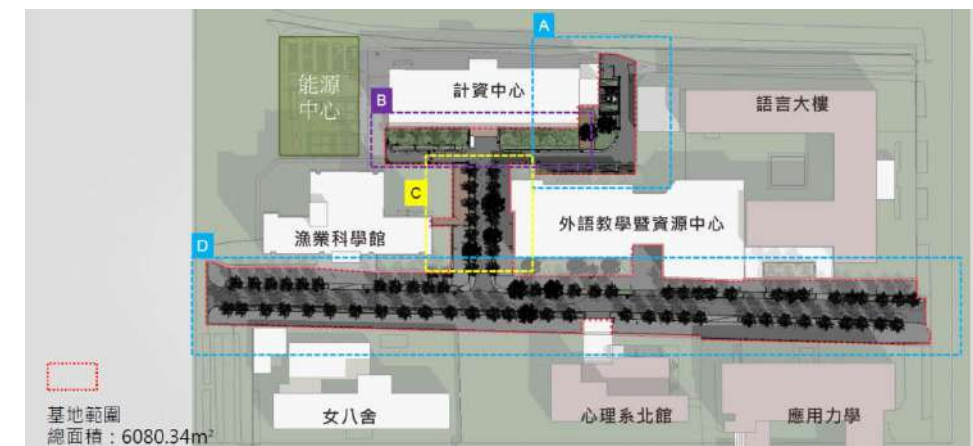 A
能源
中心
計資中心
B
語言大樓
C
外語教學暨資源中心
漁業科學館
D
基地範圍
總面積：6080.34m²
女八舍
心理系北館
應用力學